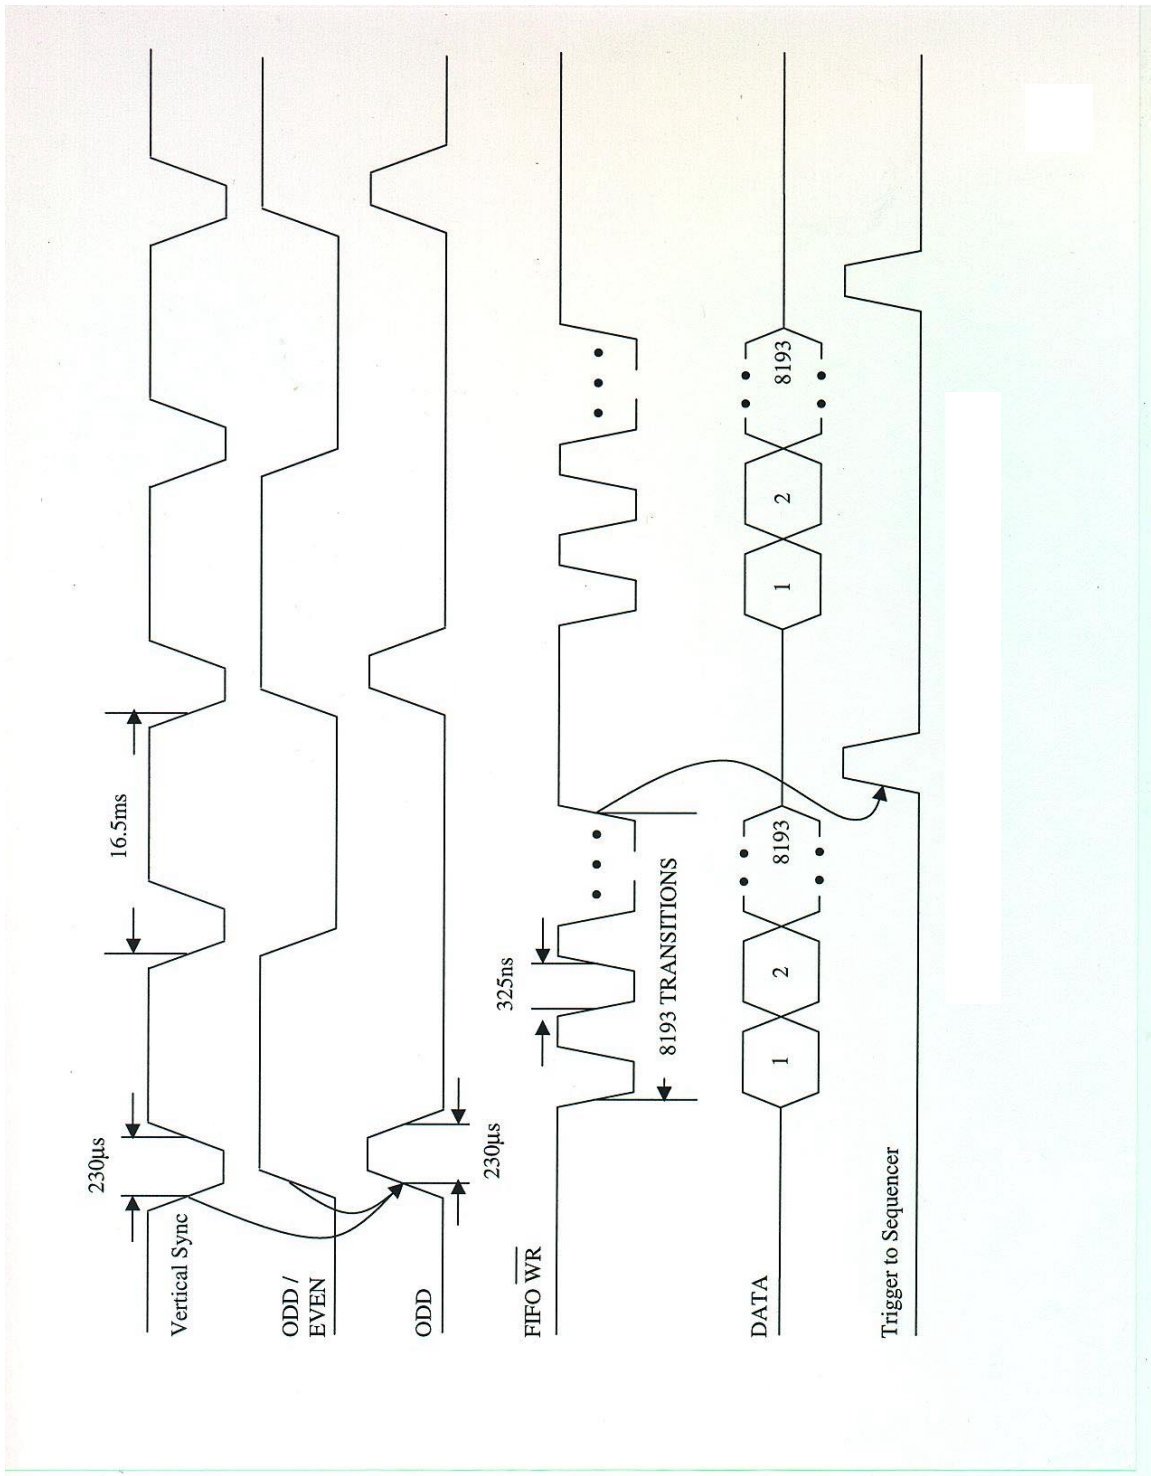 230µs
16.5ms
Vertical Sync
ODD /
EVEN
ODD
230µs
FIFO WR
325ns
8193 TRANSITIONS
DATA
1
2
8193
1
2
8193
Trigger to Sequencer